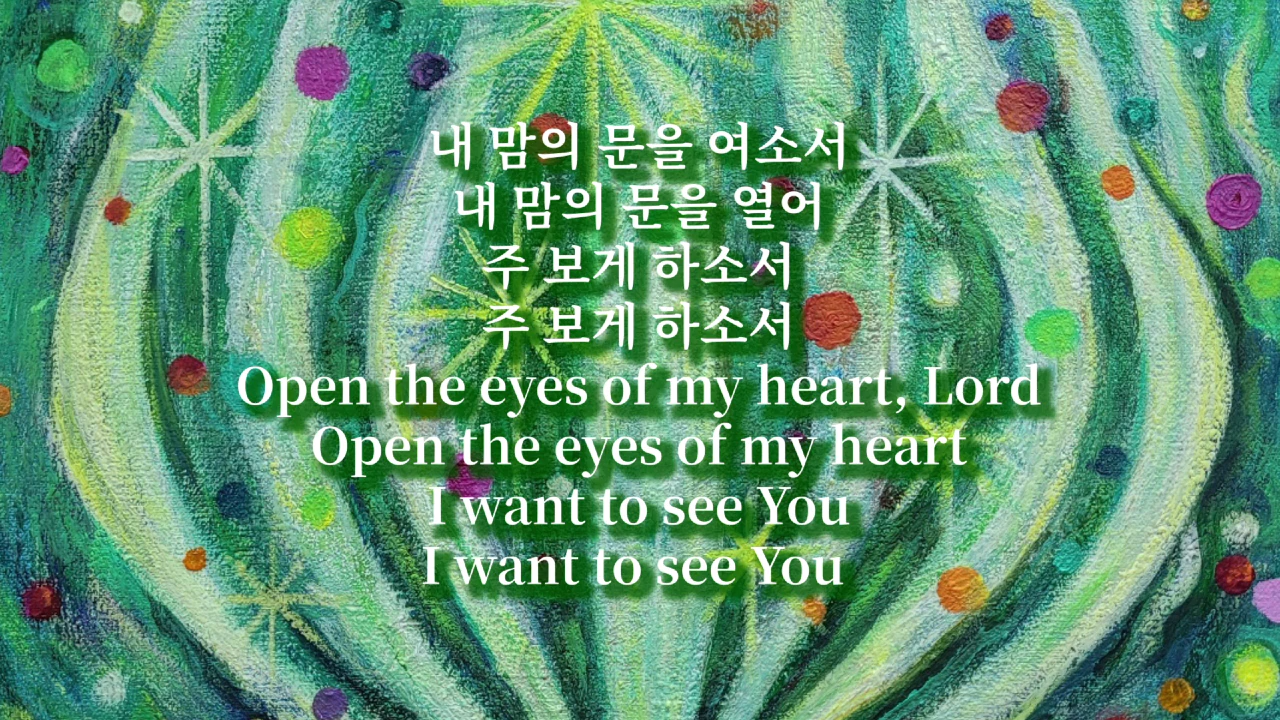 내 맘의 문을 여소서
내 맘의 문을 열어
주 보게 하소서
주 보게 하소서
Open the eyes of my heart, Lord
Open the eyes of my heart
I want to see You
I want to see You